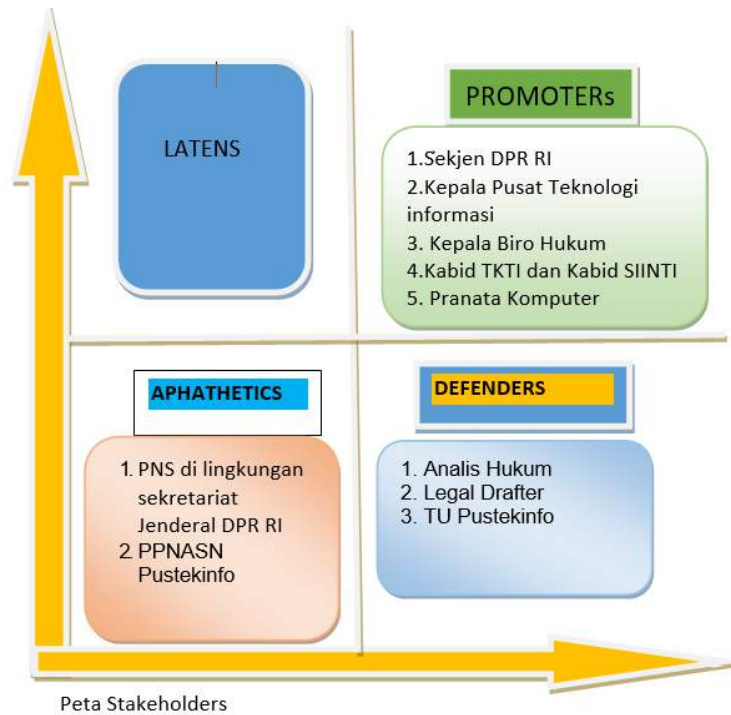 LATENS
PROMOTERs
1.Sekjen DPR RI
2.Kepala Pusat Teknologi
informasi
3. Kepala Biro Hukum
4.Kabid TKTI dan Kabid SIINTI
5. Pranata Komputer
APHATHETICS
1. PNS di lingkungan
sekretariat
Jenderal DPR RI
2. PPNASN
Pustekinfo
DEFENDERS
1. Analis Hukum
2. Legal Drafter
3. TU Pustekinfo
Peta Stakeholders